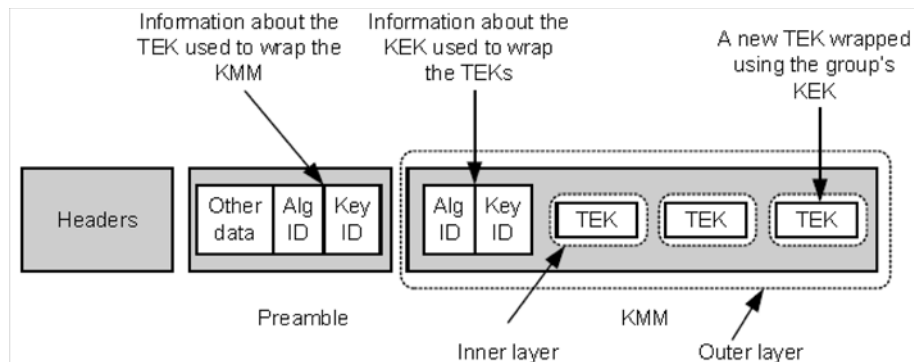 Information about the
TEK used to wrap the
KMM
Information about the
KEK used to wrap
the TEKs
A new TEK wrapped
using the group's
KEK
Headers
Other
data
Alg
ID
Key
ID
Alg
ID
Key
ID
TEK
TEK
TEK
Preamble
KMM
Inner layer
Outer layer